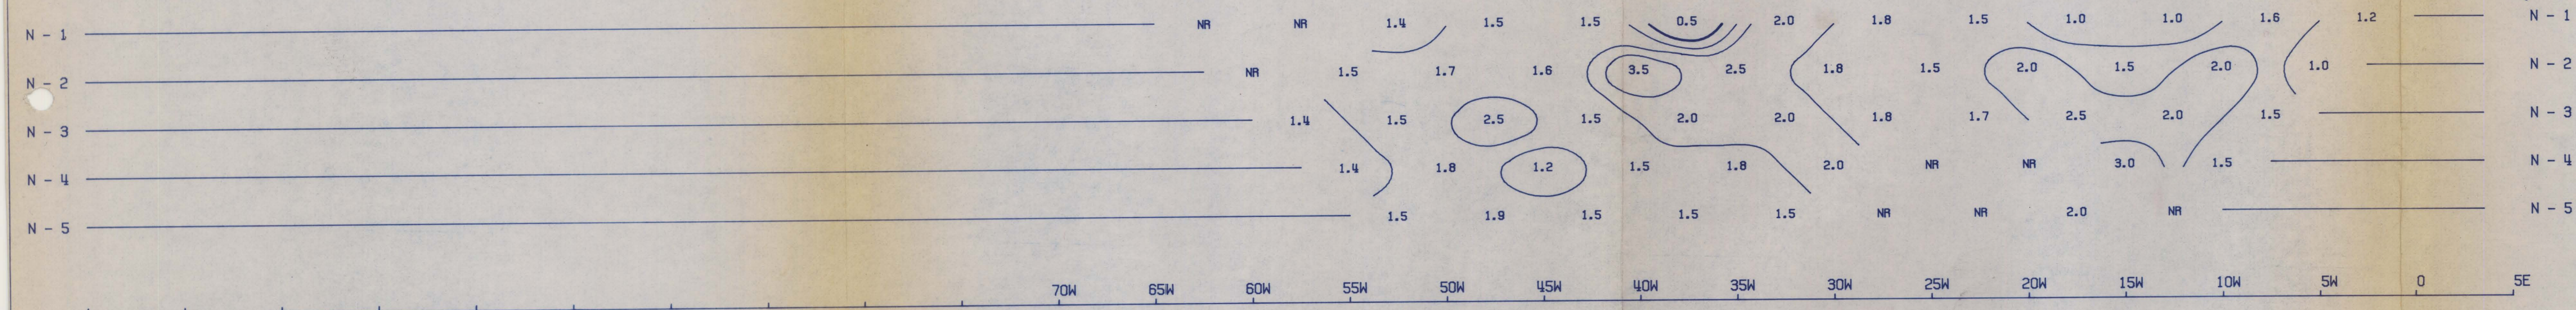 N - 1 NR NR 1.4 1.5 1.5 0.5 2.0 1.8 1.5 1.0 1.0 1.6 1.2 N - 1
N - 2 NR 1.5 1.7 1.6 3.5 2.5 1.8 1.5 2.0 1.5 2.0 1.0 N - 2
N - 3 1.4 1.5 2.5 1.5 2.0 2.0 1.8 1.7 2.5 2.0 1.5 N - 3
N - 4 1.4 1.8 1.2 1.5 1.8 2.0 NR NR 3.0 1.5 N - 4
N - 5 1.5 1.9 1.5 1.5 1.5 NR NR 2.0 NR N - 5
70W 65W 60W 55W 50W 45W 40W 35W 30W 25W 20W 15W 10W 5W 0 5E